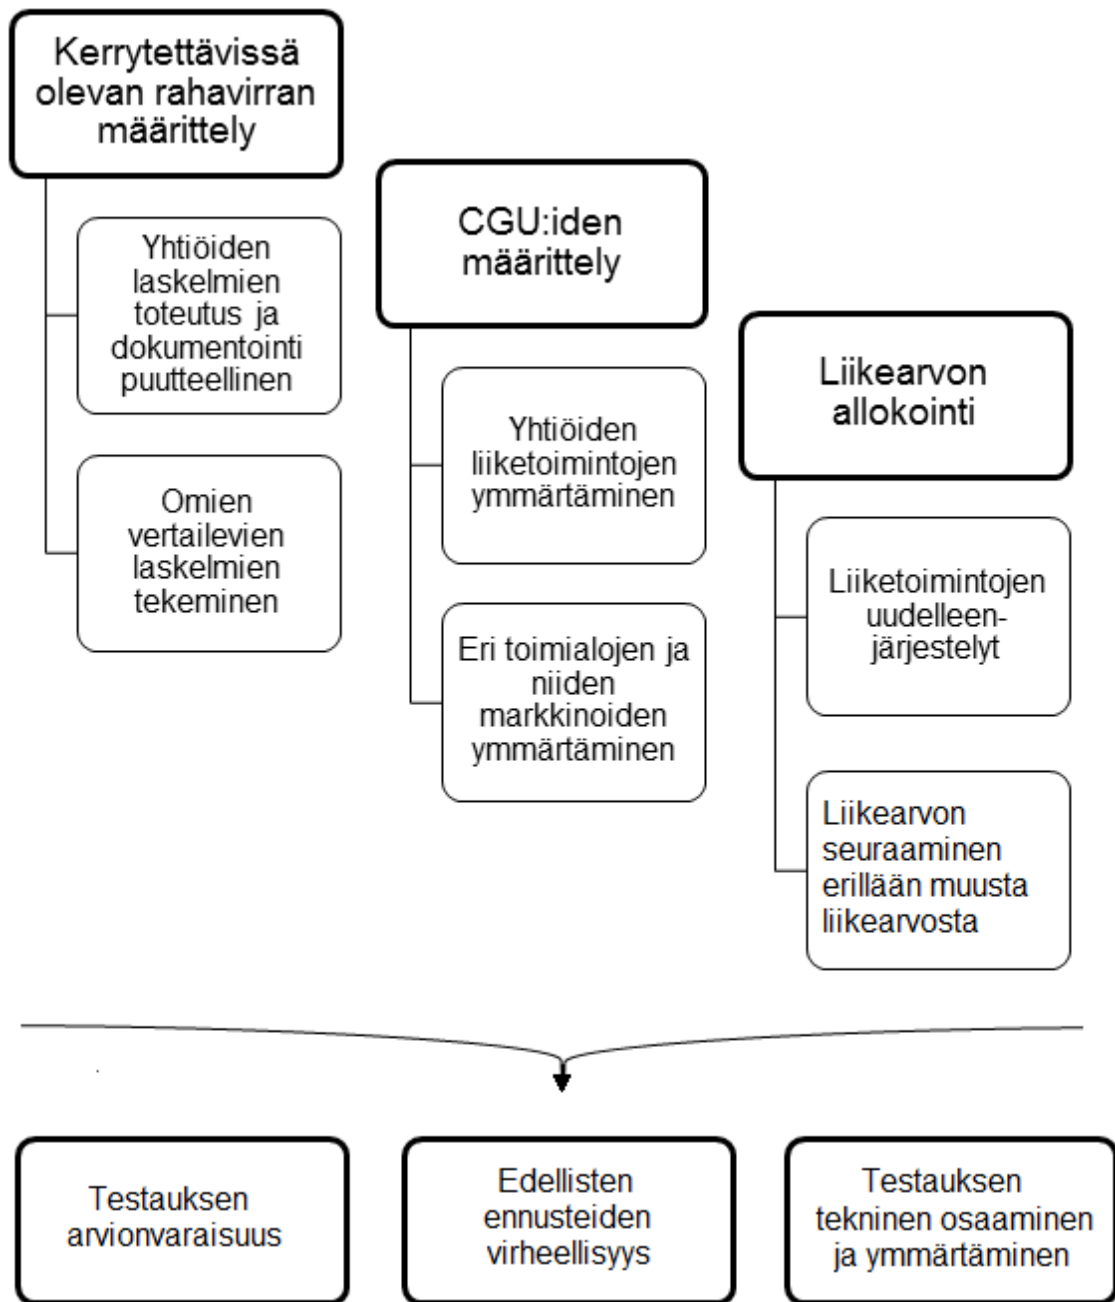 Kerrytettävissä
olevan rahavirran
määrittely
Yhtiöiden
laskelmien
toteutus ja
dokumentointi
puutteellinen
Omien
vertailevien
laskelmien
tekeminen
CGU:iden
määrittely
Yhtiöiden
liiketoimintojen
ymmärtäminen
Eri toimialojen ja
niiden
markkinoiden
ymmärtäminen
Liikearvon
allokointi
Liiketoimintojen
uudelleen-
järjestelyt
Liikearvon
seuraaminen
erillään muusta
liikearvosta
Testauksen
arvionvaraisuus
Edellisten
ennusteiden
virheellisyys
Testauksen
tekninen osaaminen
ja ymmärtäminen